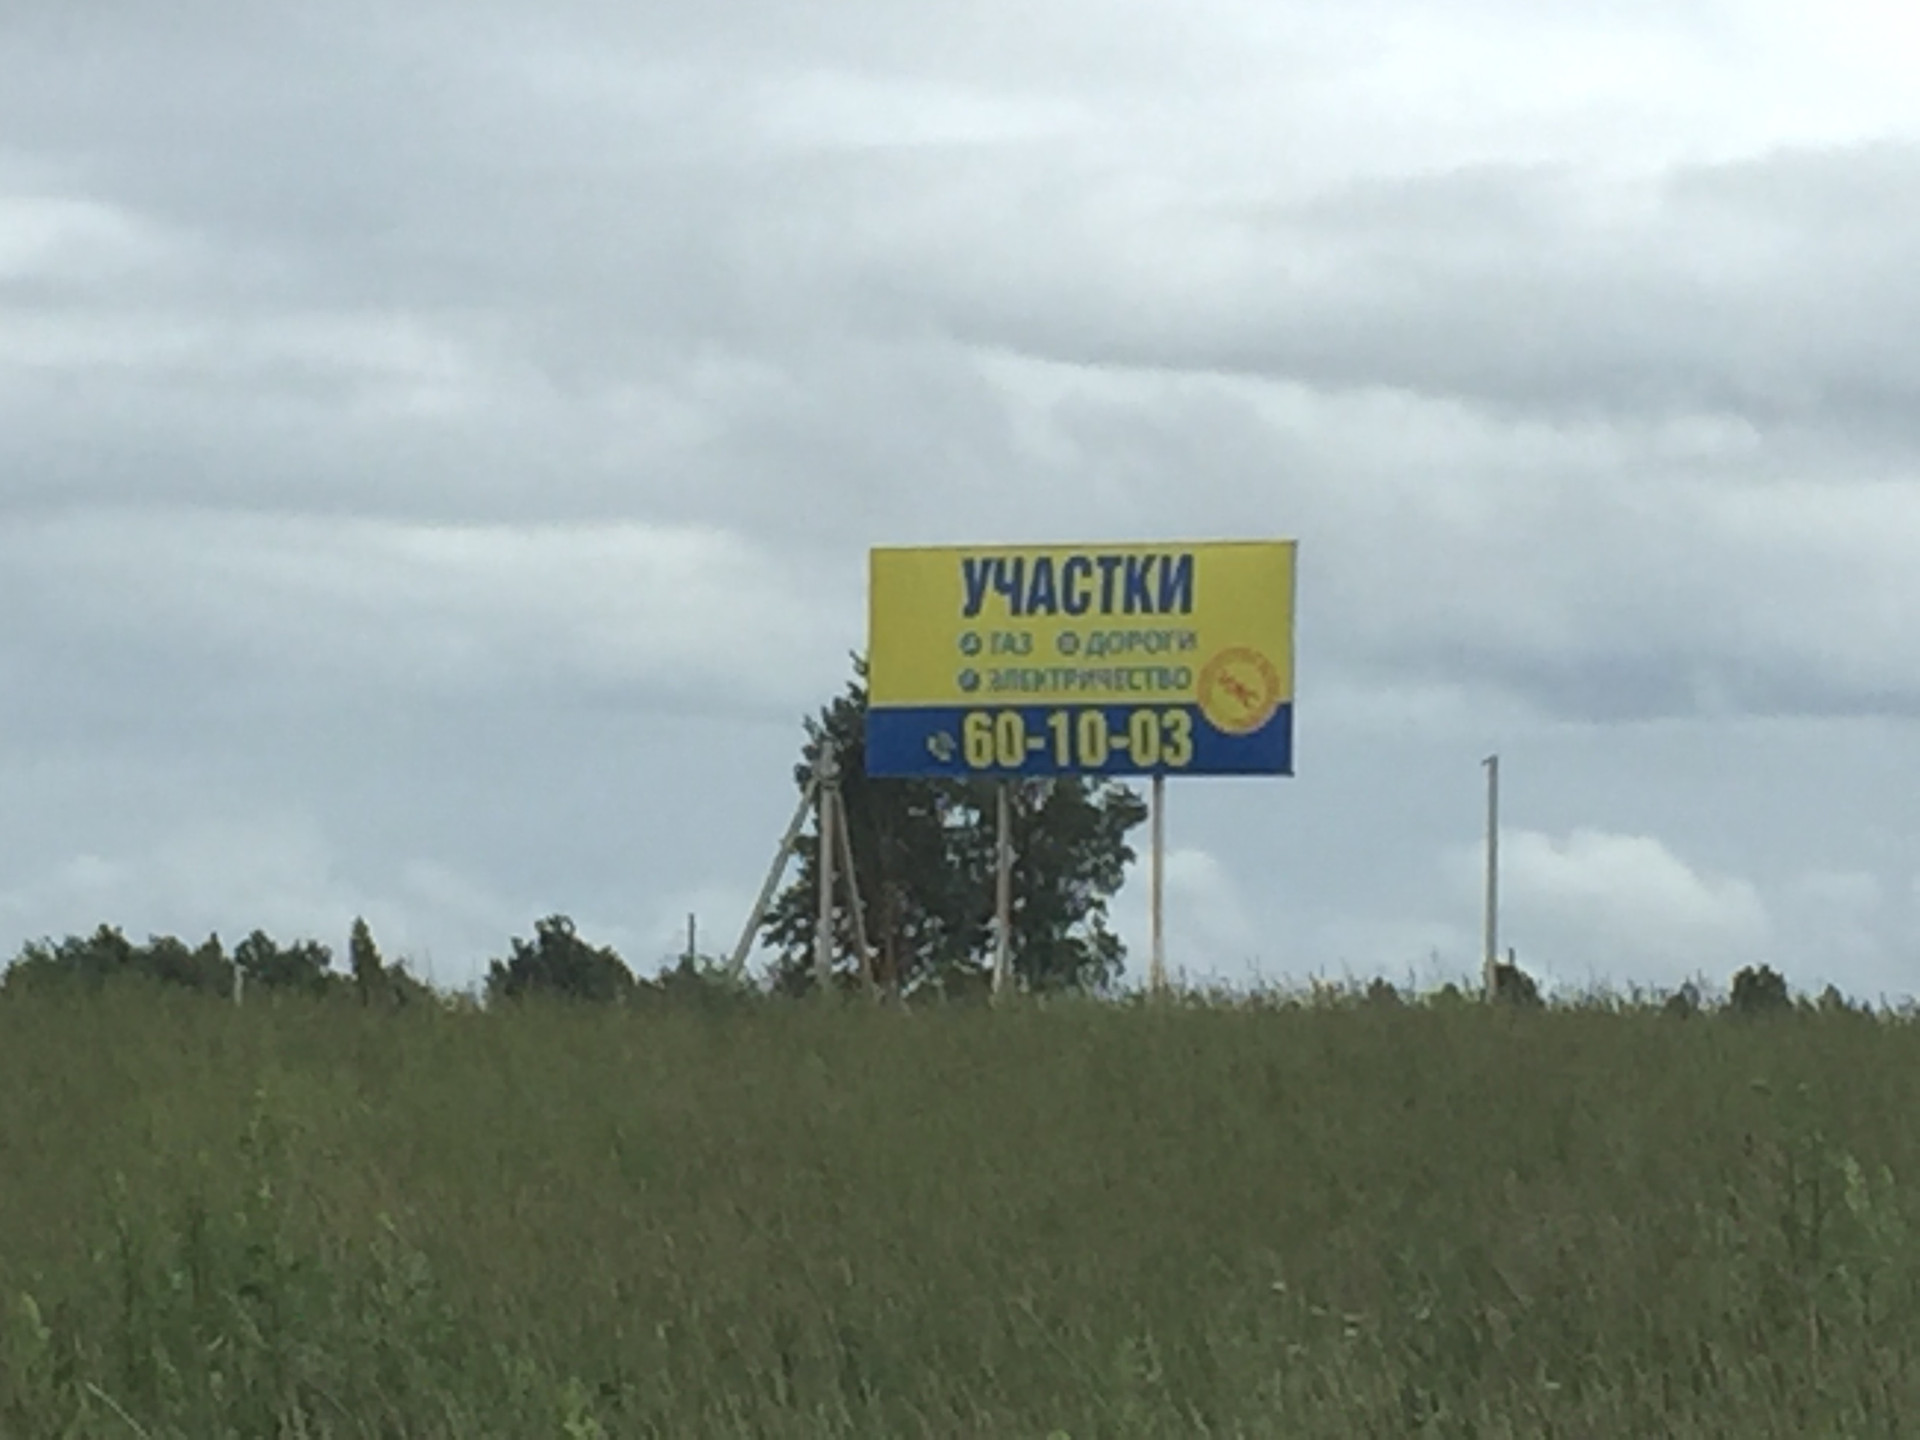 УЧАСТКИ
ГАЗ ДОРОГИ
ЭЛЕКТРИЧЕСТВО
60-10-03